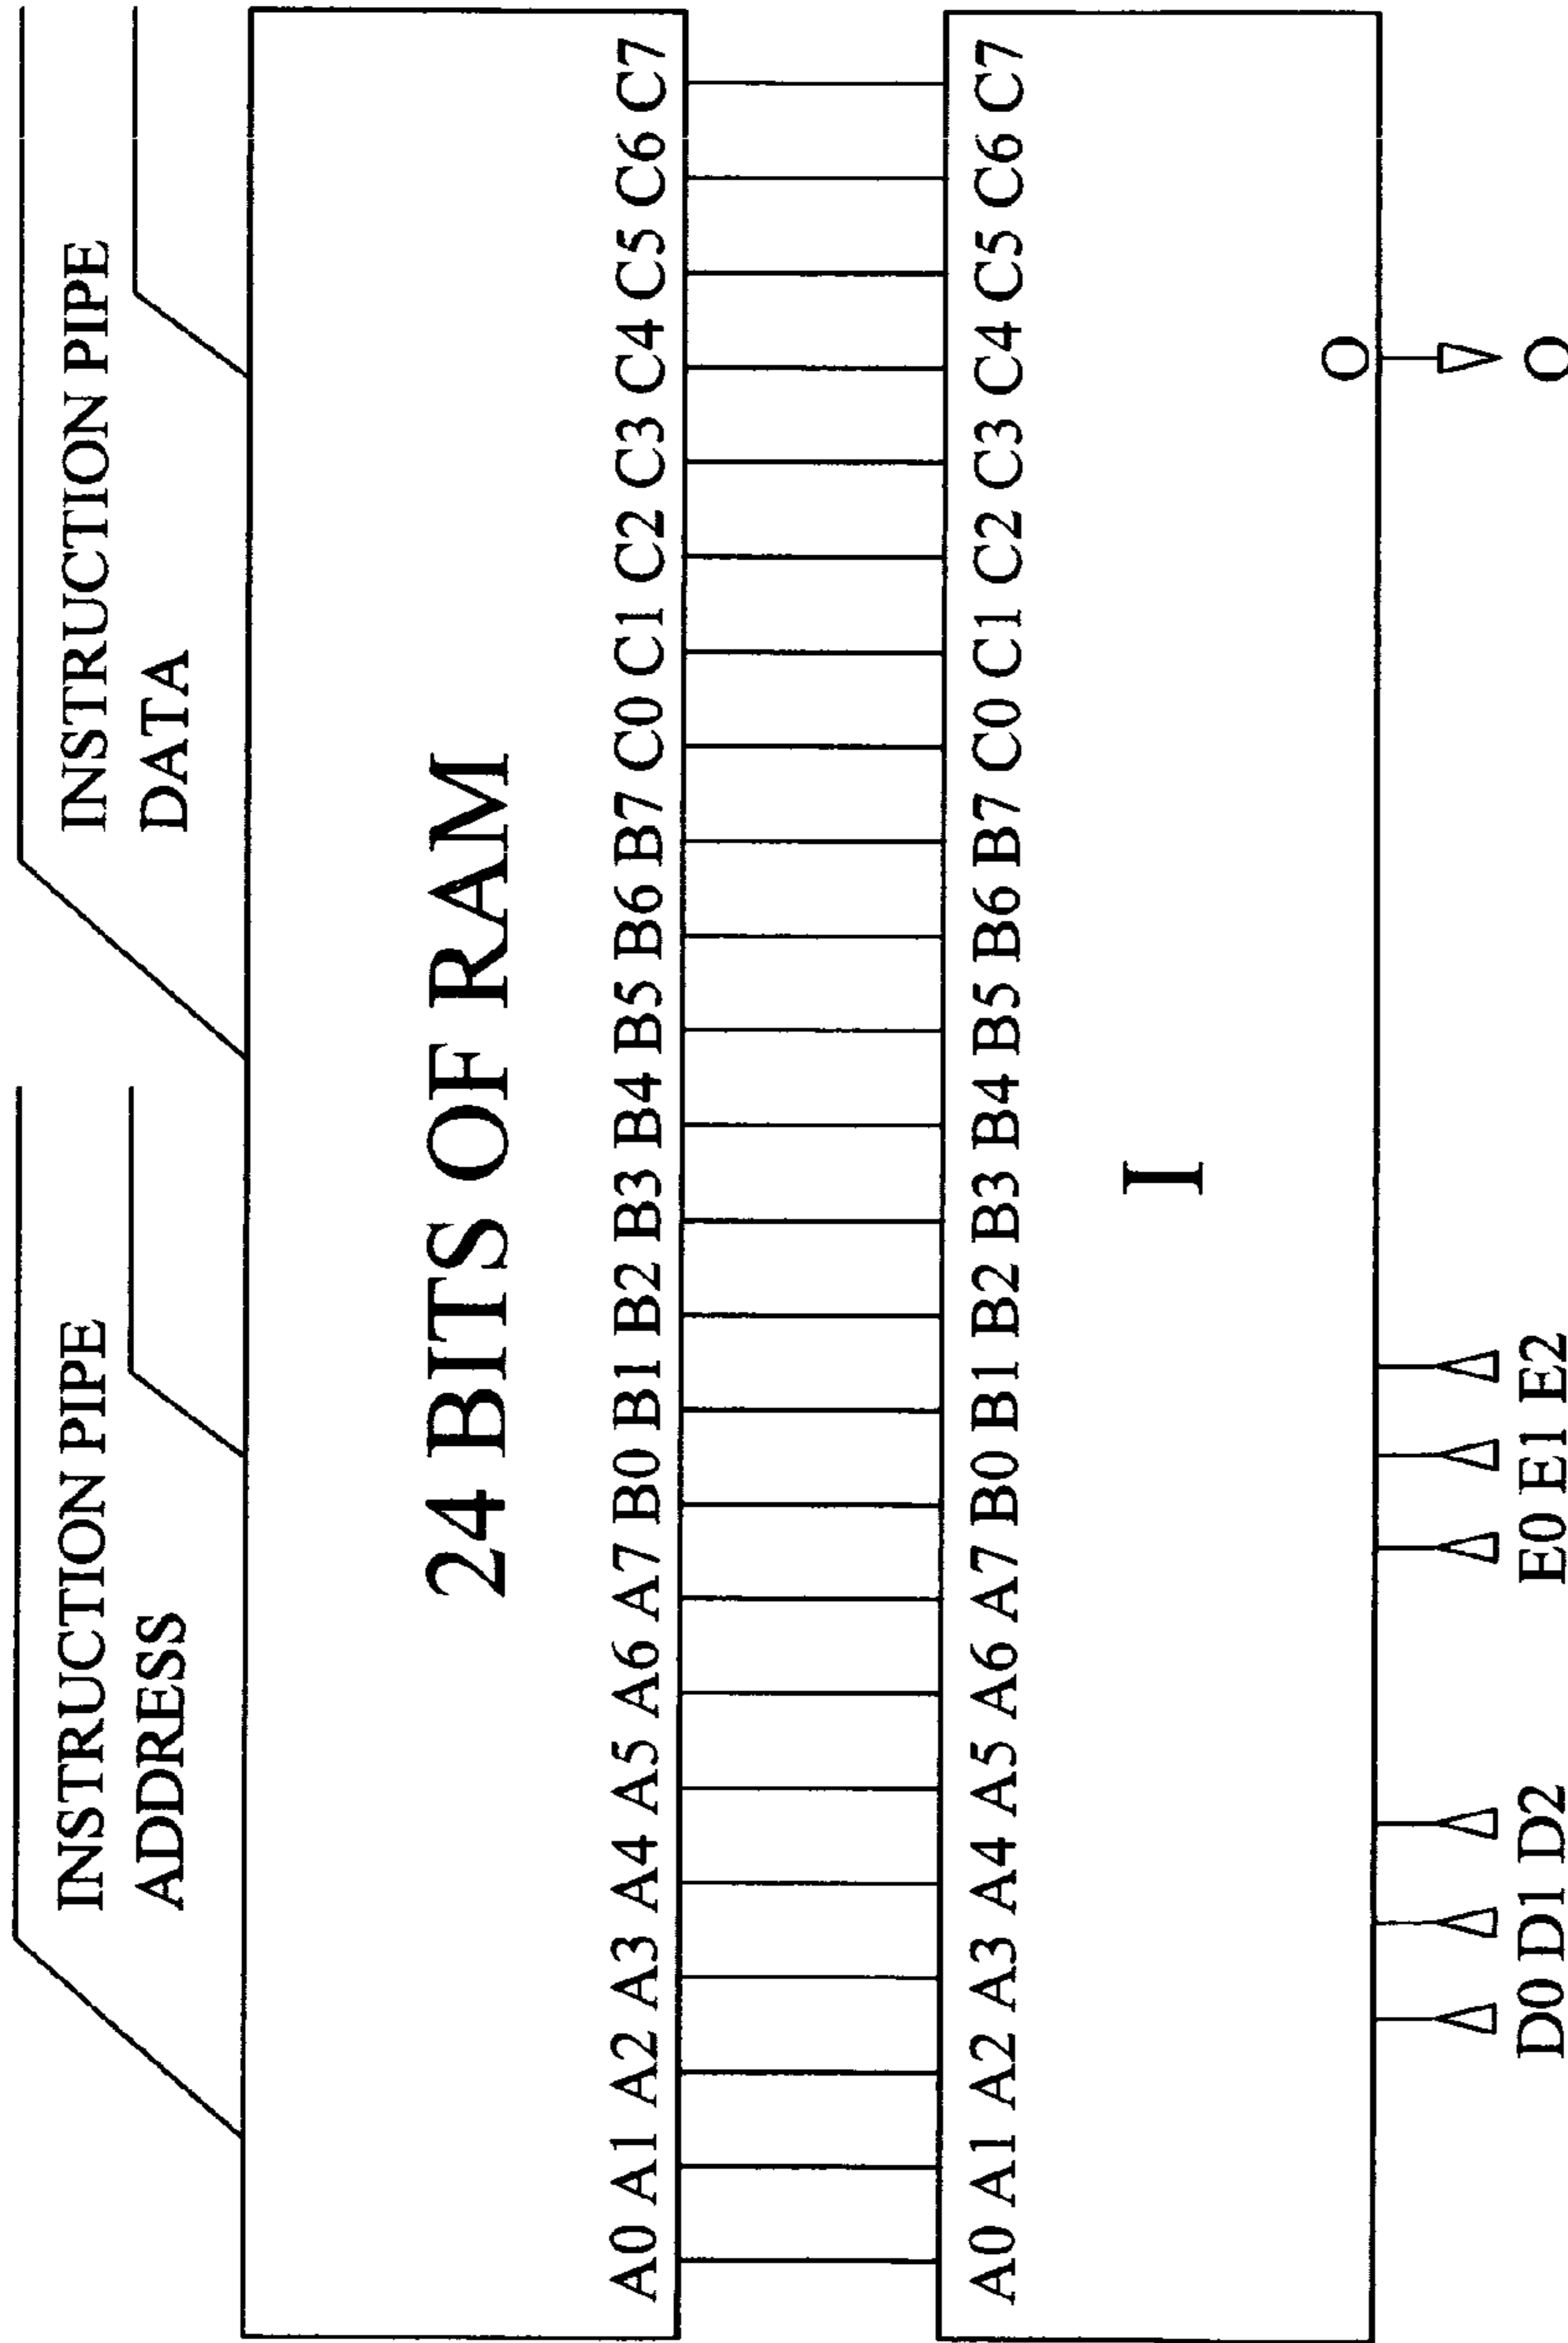 INSTRUCTION PIPE
ADDRESS
INSTRUCTION PIPE
DATA
24 BITS OF RAM
A0 A1 A2 A3 A4 A5 A6 A7 B0 B1 B2 B3 B4 B5 B6 B7 C0 C1 C2 C3 C4 C5 C6 C7
A0 A1 A2 A3 A4 A5 A6 A7 B0 B1 B2 B3 B4 B5 B6 B7 C0 C1 C2 C3 C4 C5 C6 C7
I
O
D0 D1 D2 E0 E1 E2 O